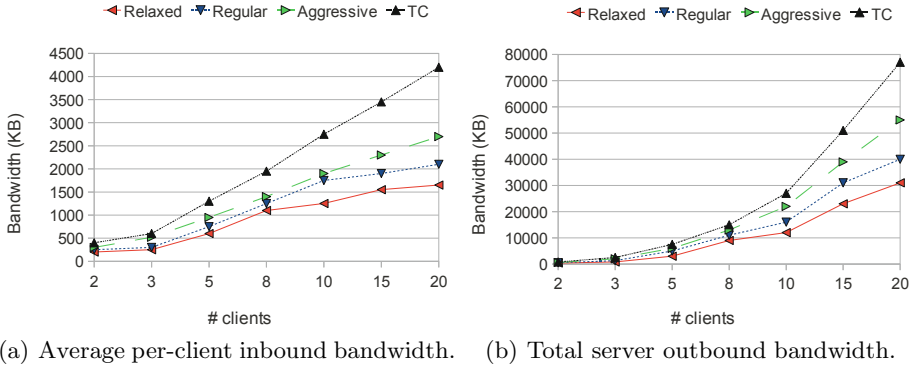 Relaxed Regular Aggressive TC
4500
4000
3500
3000
2500
2000
1500
1000
500
0
Bandwidth (KB)
2 3 5 8 10 15 20
# clients
(a) Average per-client inbound bandwidth.
Relaxed Regular Aggressive TC
80000
70000
60000
50000
40000
30000
20000
10000
0
Bandwidth (KB)
2 3 5 8 10 15 20
# clients
(b) Total server outbound bandwidth.